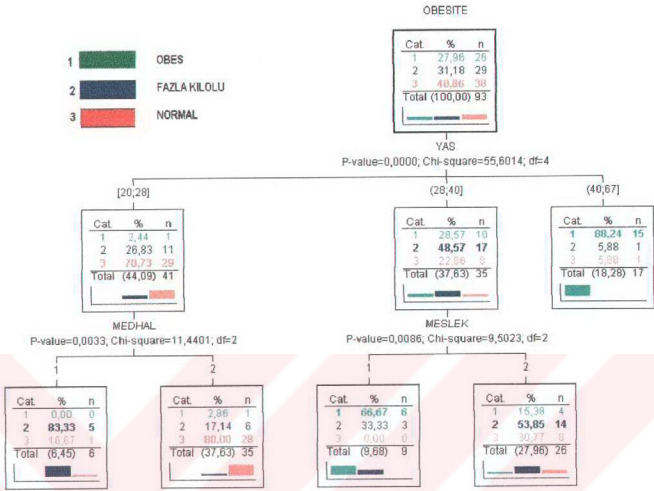 OBESITE
1 OBES
2 FAZLA KILOLU
3 NORMAL
Cat. % n
1 27,96 26
2 31,18 29
3 40,86 38
Total (100,00) 93
YAS
P-value=0,0000; Chi-square=55,6014; df=4
[20;28] (28;40] (40;67]
Cat. % n
1 2,44 1
2 26,83 11
3 70,73 29
Total (44,09) 41
Cat. % n
1 28,57 10
2 48,57 17
3 22,86 8
Total (37,63) 35
Cat. % n
1 88,24 15
2 5,88 1
3 5,88 1
Total (18,28) 17
MEDHAL
P-value=0,0033; Chi-square=11,4401; df=2
MESLEK
P-value=0,0086; Chi-square=9,5023; df=2
1 2 1 2
Cat. % n
1 0,00 0
2 83,33 5
3 16,67 1
Total (6,45) 6
Cat. % n
1 2,86 1
2 17,14 6
3 80,00 28
Total (37,63) 35
Cat. % n
1 66,67 6
2 33,33 3
3 0,00 0
Total (9,68) 9
Cat. % n
1 15,38 4
2 53,85 14
3 30,77 8
Total (27,96) 26